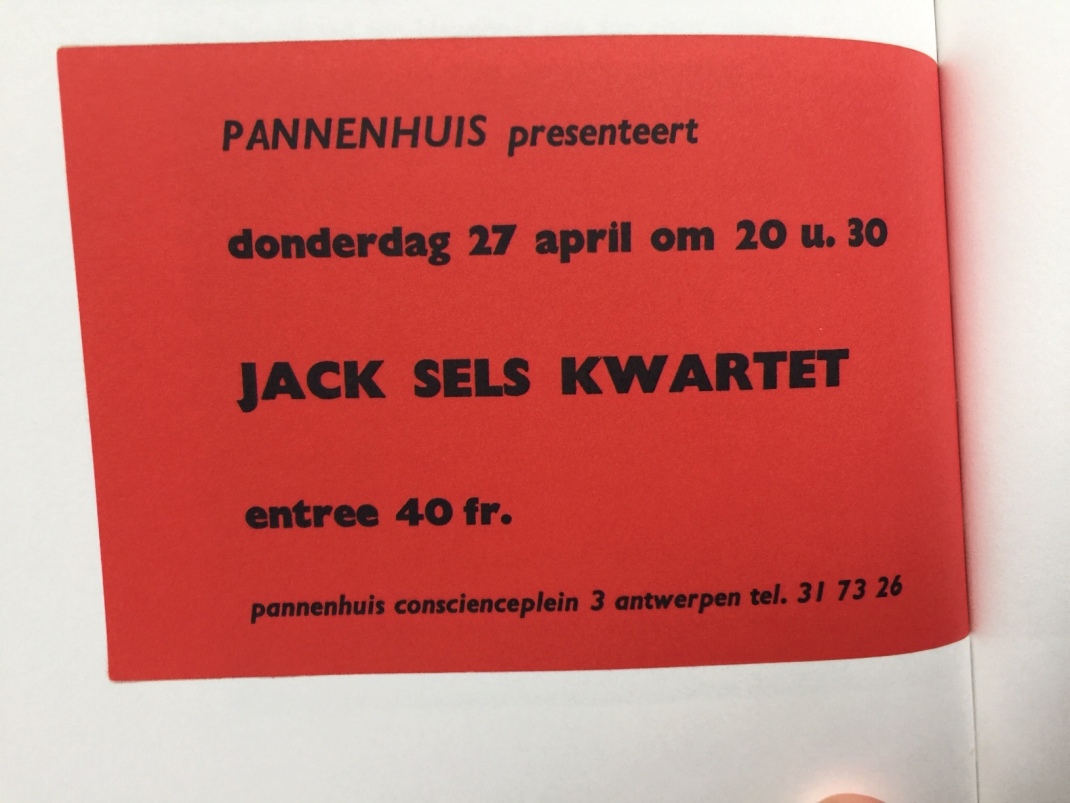 PANNENHUIS presenteert
donderdag 27 april om 20 u. 30
JACK SELS KWARTET
entree 40 fr.
pannenhuis conscienceplein 3 antwerpen tel. 31 73 26